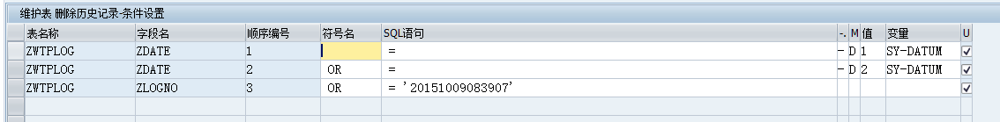 维护表 删除历史记录-条件设置
表名称 字段名 顺序编号 符号名 SQL语句 -. M 值 变量 U
ZWTPLOG ZDATE 1 = - D 1 SY-DATUM
ZWTPLOG ZDATE 2 OR = - D 2 SY-DATUM
ZWTPLOG ZLOGNO 3 OR = '20151009083907'